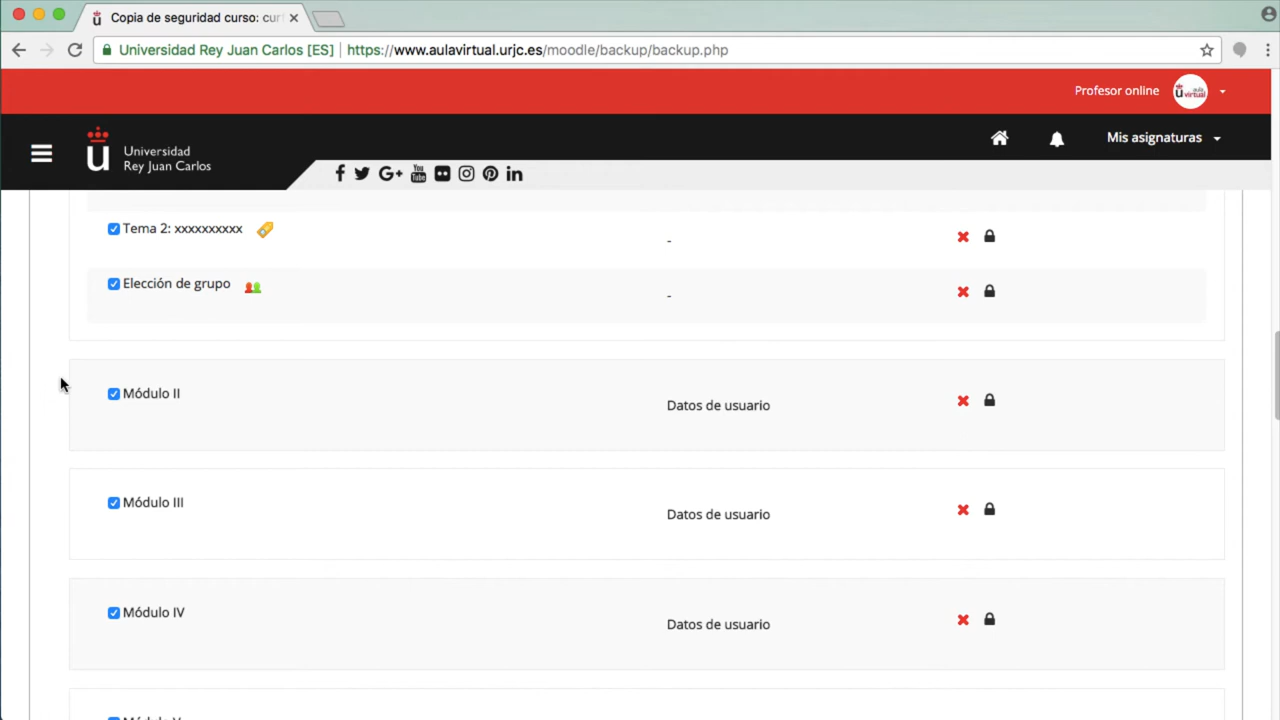 Copia de seguridad curso: cur
Universidad Rey Juan Carlos [ES] | https://www.aulavirtual.urjc.es/moodle/backup/backup.php
Profesor online
aula virtual
Universidad
Rey Juan Carlos
Mis asignaturas
Tema 2: xxxxxxxxxx
-
Elección de grupo
-
Módulo II
Datos de usuario
Módulo III
Datos de usuario
Módulo IV
Datos de usuario